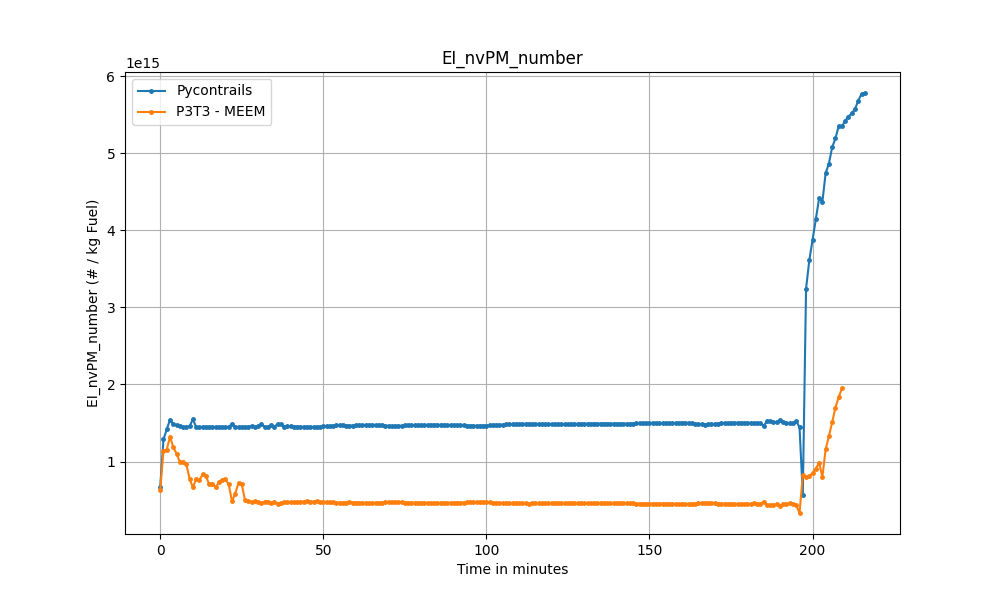 EI_nvPM_number
1e15
Pycontrails
P3T3 - MEEM
6
5
4
3
2
1
EI_nvPM_number (# / kg Fuel)
0
50
100
150
200
Time in minutes